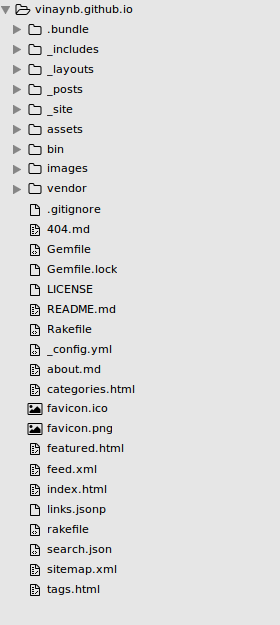 vinaynb.github.io
.bundle
_includes
_layouts
_posts
_site
assets
bin
images
vendor
.gitignore
404.md
Gemfile
Gemfile.lock
LICENSE
README.md
Rakefile
_config.yml
about.md
categories.html
favicon.ico
favicon.png
featured.html
feed.xml
index.html
links.jsonp
rakefile
search.json
sitemap.xml
tags.html